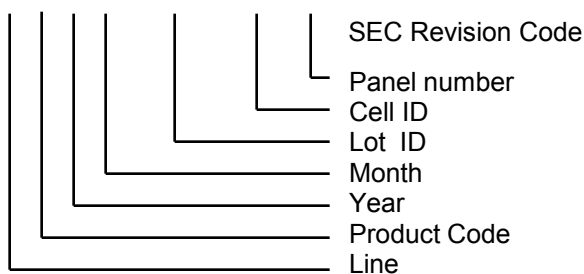 SEC Revision Code
Panel number
Cell ID
Lot ID
Month
Year
Product Code
Line